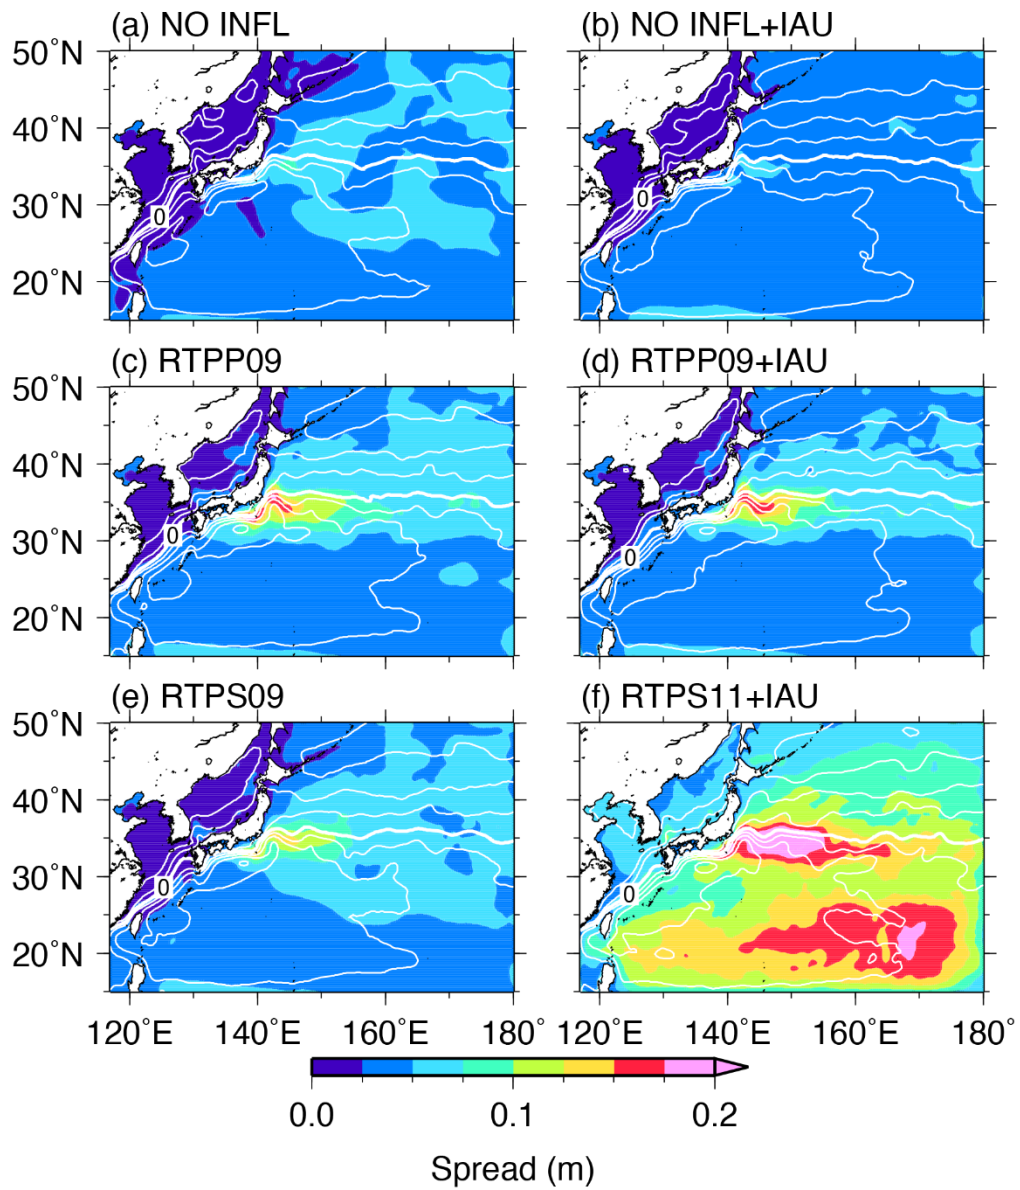 (a) NO INFL
(b) NO INFL+IAU
50˚N
40˚N
30˚N
20˚N
0
0
(c) RTPP09
(d) RTPP09+IAU
50˚N
40˚N
30˚N
20˚N
0
0
(e) RTPS09
(f) RTPS11+IAU
50˚N
40˚N
30˚N
20˚N
0
0
120˚E 140˚E 160˚E 180˚
120˚E 140˚E 160˚E 180˚
0.0 0.1 0.2
Spread (m)